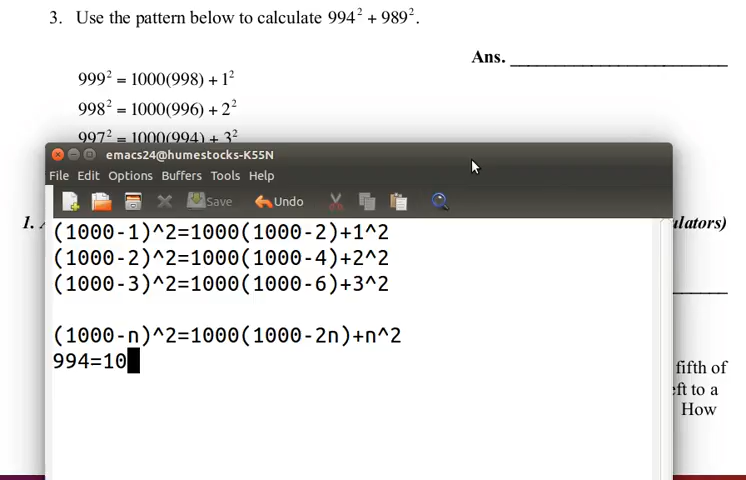 3. Use the pattern below to calculate 994² + 989².
Ans.
999² = 1000(998) + 1²
998² = 1000(996) + 2²
997² = 1000(994) + 3²
emacs24@humestocks-K55N
File Edit Options Buffers Tools Help
Save Undo
1. ulators)
(1000-1)^2=1000(1000-2)+1^2
(1000-2)^2=1000(1000-4)+2^2
(1000-3)^2=1000(1000-6)+3^2
(1000-n)^2=1000(1000-2n)+n^2
994=10
fifth of
eft to a
How